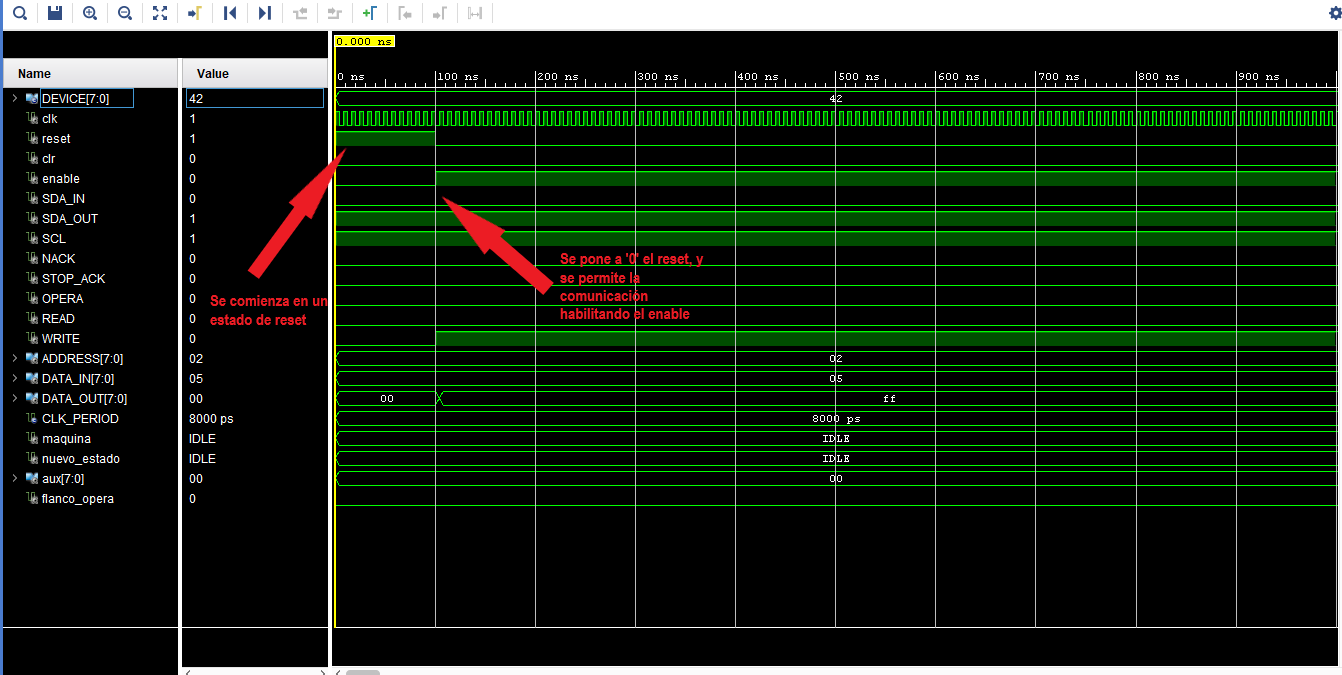 0.000 ns
Name Value
0 ns 100 ns 200 ns 300 ns 400 ns 500 ns 600 ns 700 ns 800 ns 900 ns
DEVICE[7:0] 42 42
clk 1
reset 1
clr 0
enable 0
SDA_IN 0
SDA_OUT 1
SCL 1
NACK 0
STOP_ACK 0
OPERA 0
READ 0
WRITE 0
ADDRESS[7:0] 02 02
DATA_IN[7:0] 05 05
DATA_OUT[7:0] 00 00 ff
CLK_PERIOD 8000 ps 8000 ps
maquina IDLE IDLE
nuevo_estado IDLE IDLE
aux[7:0] 00 00
flanco_opera 0
Se comienza en un
estado de reset
Se pone a '0' el reset, y
se permite la
comunicación
habilitando el enable